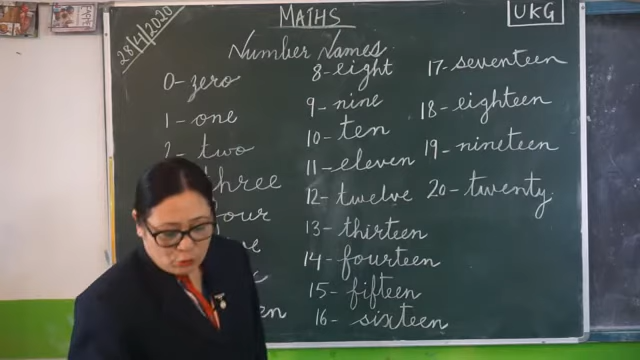 28/4/2020
MATHS
UKG
Number Names
0- zero
1 - one
2- two
three
8- eight
9 - nine
10- ten
11 - eleven
12- twelve
13- thirteen
14- fourteen
15- fifteen
16- sixteen
17- seventeen
18- eighteen
19- nineteen
20- twenty.